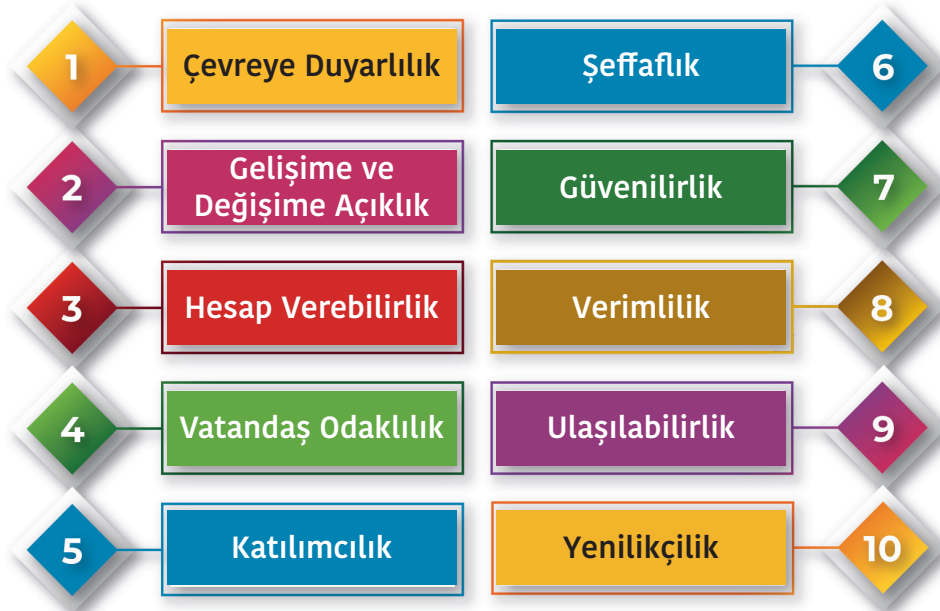 1
Çevreye Duyarlılık
2
Gelişime ve
Değişime Açıklık
3
Hesap Verebilirlik
4
Vatandaş Odaklılık
5
Katılımcılık
Şeffaflık
6
Güvenilirlik
7
Verimlilik
8
Ulaşılabilirlik
9
Yenilikçilik
10